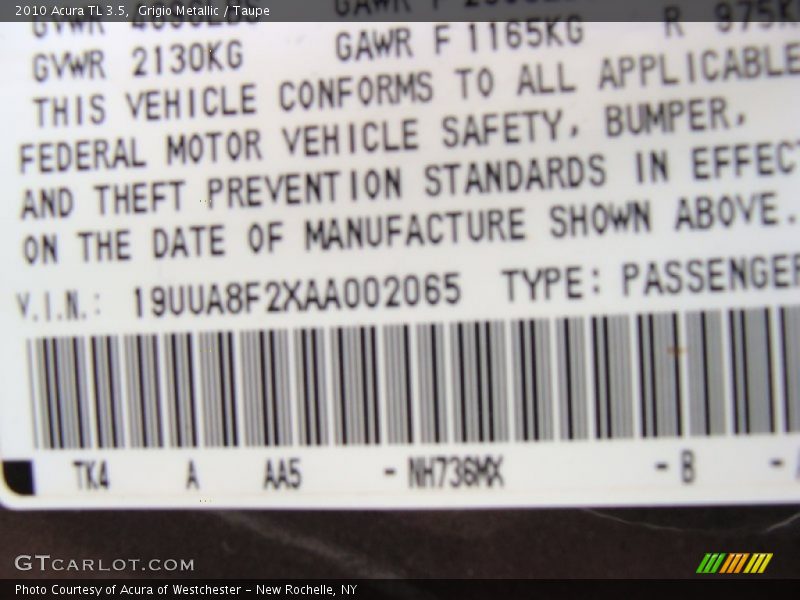 2010 Acura TL 3.5, Grigio Metallic / Taupe
GVWR 2130KG GAWR F 1165KG R 975K
THIS VEHICLE CONFORMS TO ALL APPLICABLE
FEDERAL MOTOR VEHICLE SAFETY, BUMPER,
AND THEFT PREVENTION STANDARDS IN EFFECT
ON THE DATE OF MANUFACTURE SHOWN ABOVE.
V.I.N.: 19UUA8F2XAA002065 TYPE: PASSENGER
TK4 A AA5 - NH736MX - B -
GTCARLOT.COM
Photo Courtesy of Acura of Westchester - New Rochelle, NY